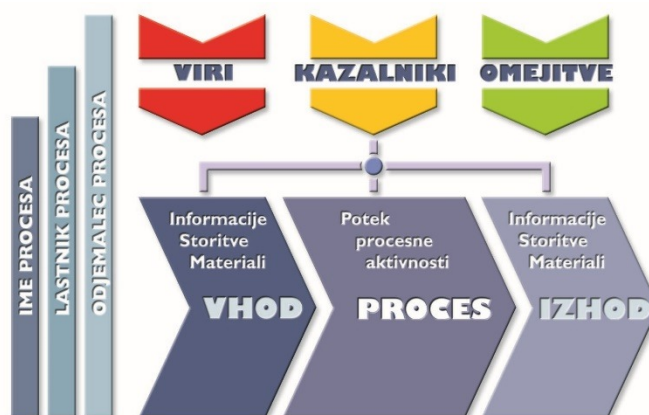 IME PROCESA
LASTNIK PROCESA
ODJEMALEC PROCESA
VIRI
KAZALNIKI
OMEJITVE
Informacije
Storitve
Materiali
VHOD
Potek
procesne
aktivnosti
PROCES
Informacije
Storitve
Materiali
IZHOD